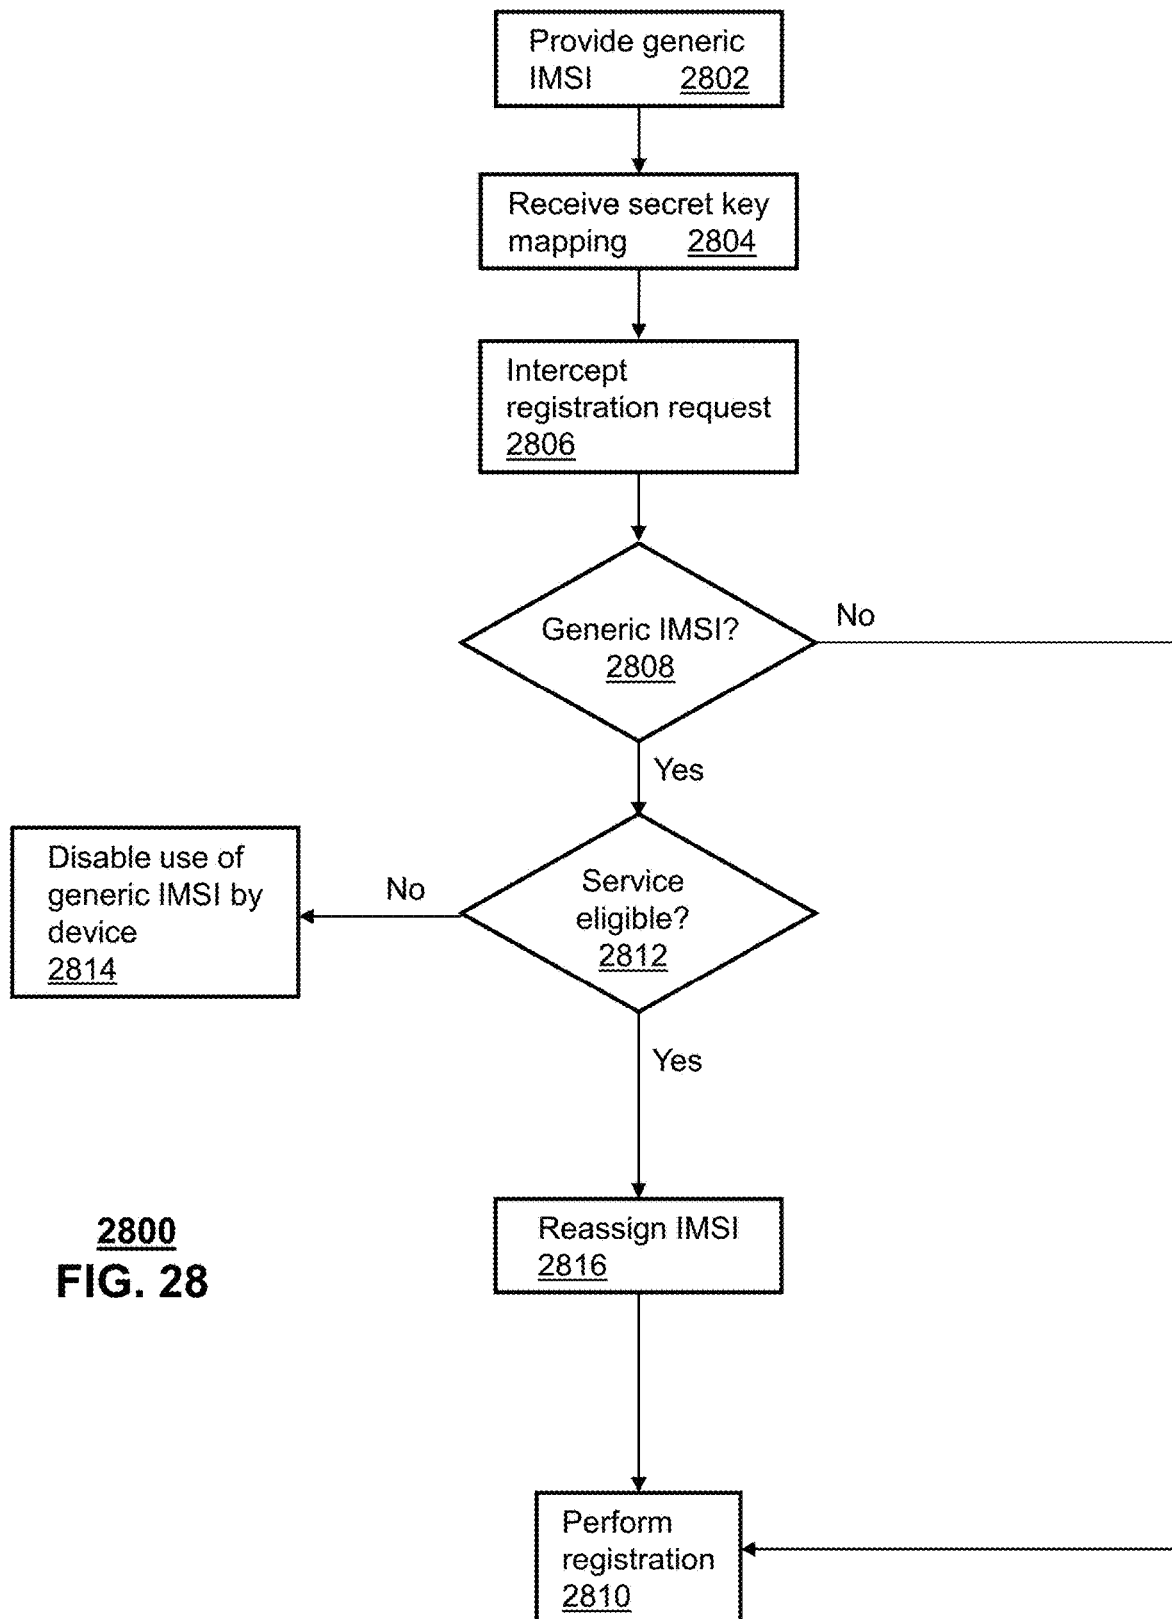 Provide generic
IMSI 2802
Receive secret key
mapping 2804
Intercept
registration request
2806
Generic IMSI?
2808
No
Yes
Disable use of
generic IMSI by
device
2814
No
Service
eligible?
2812
Yes
Reassign IMSI
2816
2800
FIG. 28
Perform
registration
2810